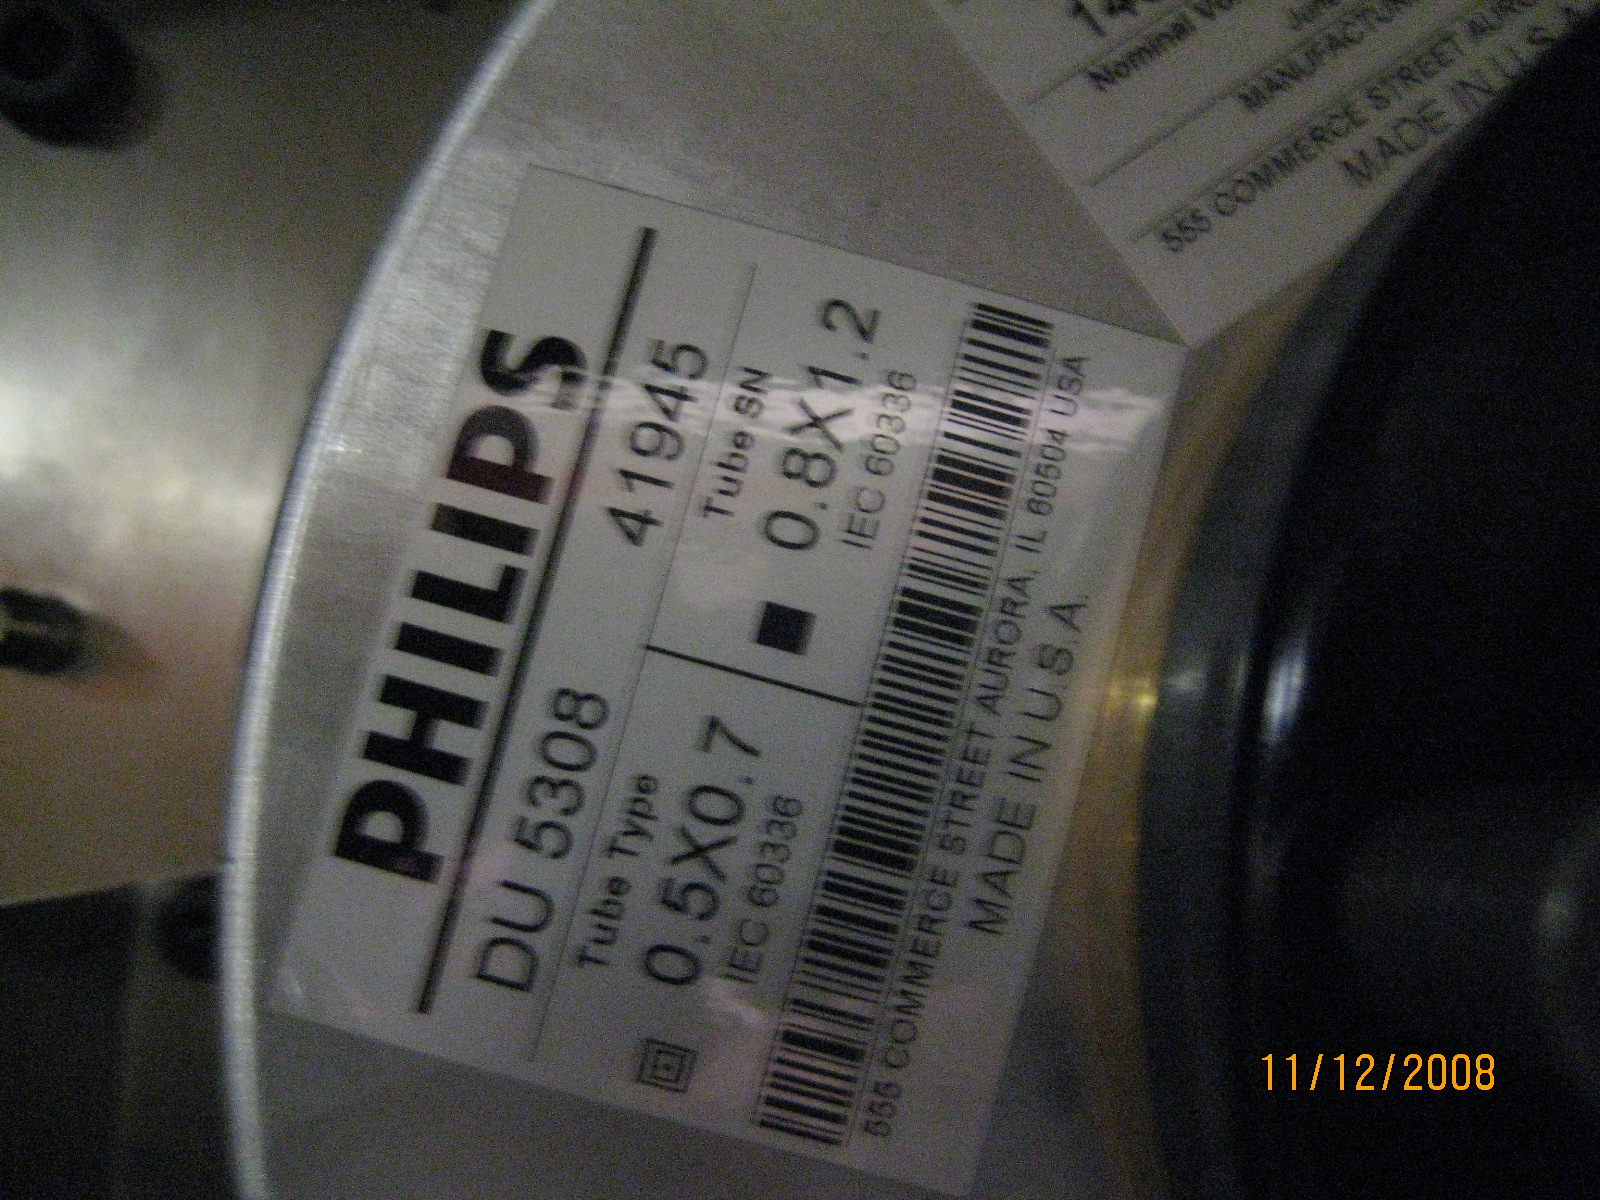 PHILIPS
DU 5308 41945
Tube Type Tube SN
0.5X0.7 0.8X1.2
IEC 60336 IEC 60336
555 COMMERCE STREET AURORA, IL 60504 USA
MADE IN U.S.A.
Nominal
MANUFACTUR
555 COMMERCE STREET AURO
MADE IN U.S.A
11/12/2008